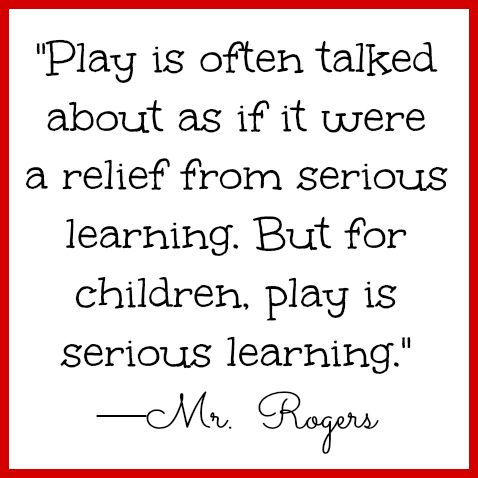 "Play is often talked
about as if it were
a relief from serious
learning. But for
children, play is
serious learning."
—Mr. Rogers